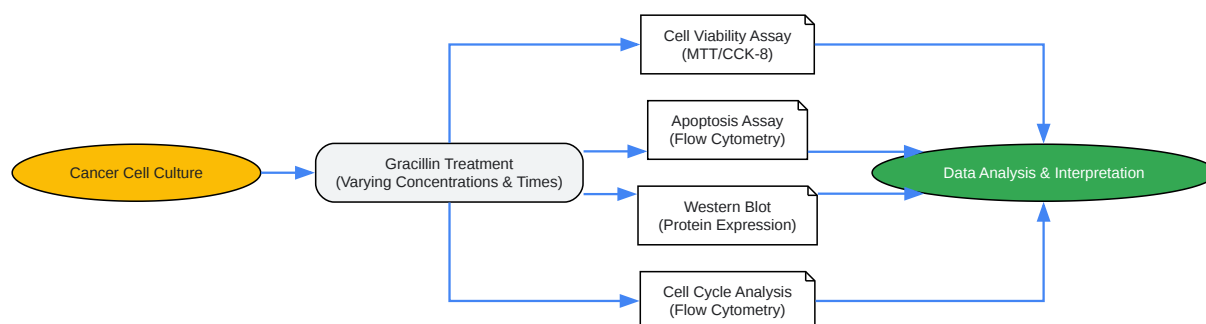 Cancer Cell Culture
Gracillin Treatment
(Varying Concentrations & Times)
Cell Viability Assay
(MTT/CCK-8)
Apoptosis Assay
(Flow Cytometry)
Western Blot
(Protein Expression)
Cell Cycle Analysis
(Flow Cytometry)
Data Analysis & Interpretation